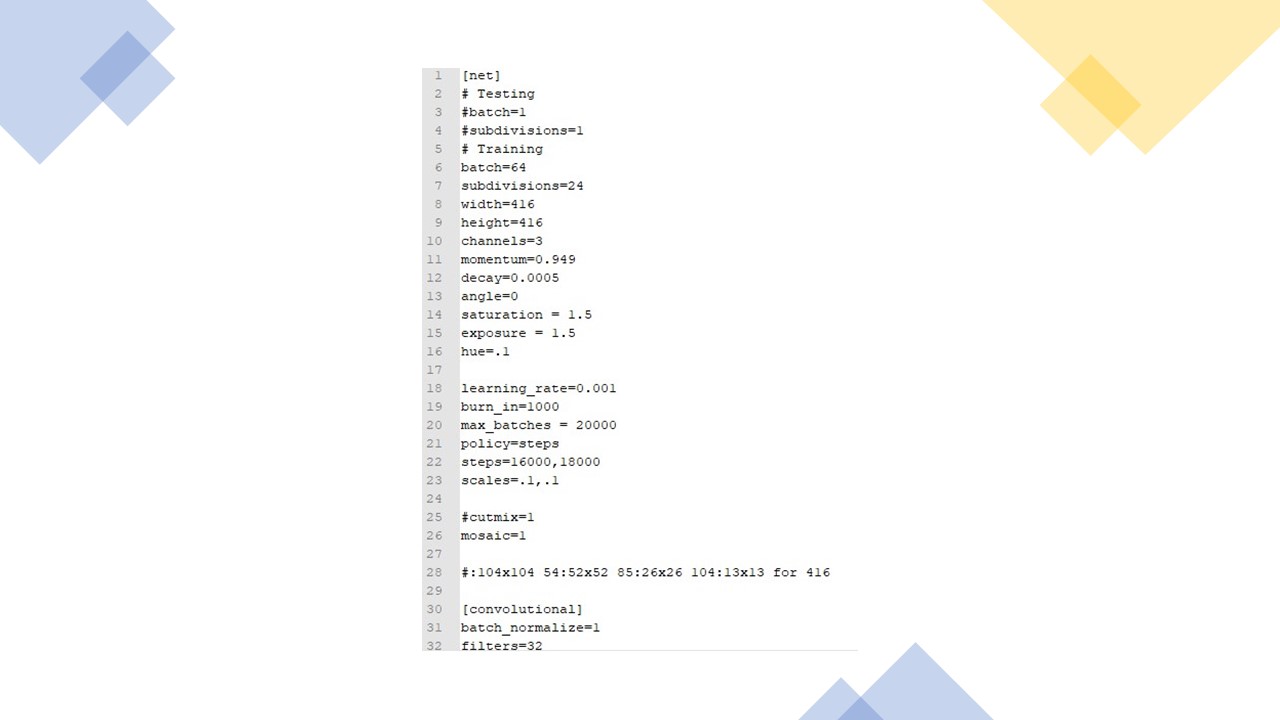 1 [net]
2 # Testing
3 #batch=1
4 #subdivisions=1
5 # Training
6 batch=64
7 subdivisions=24
8 width=416
9 height=416
10 channels=3
11 momentum=0.949
12 decay=0.0005
13 angle=0
14 saturation = 1.5
15 exposure = 1.5
16 hue=.1
17
18 learning_rate=0.001
19 burn_in=1000
20 max_batches = 20000
21 policy=steps
22 steps=16000,18000
23 scales=.1,.1
24
25 #cutmix=1
26 mosaic=1
27
28 #:104x104 54:52x52 85:26x26 104:13x13 for 416
29
30 [convolutional]
31 batch_normalize=1
32 filters=32